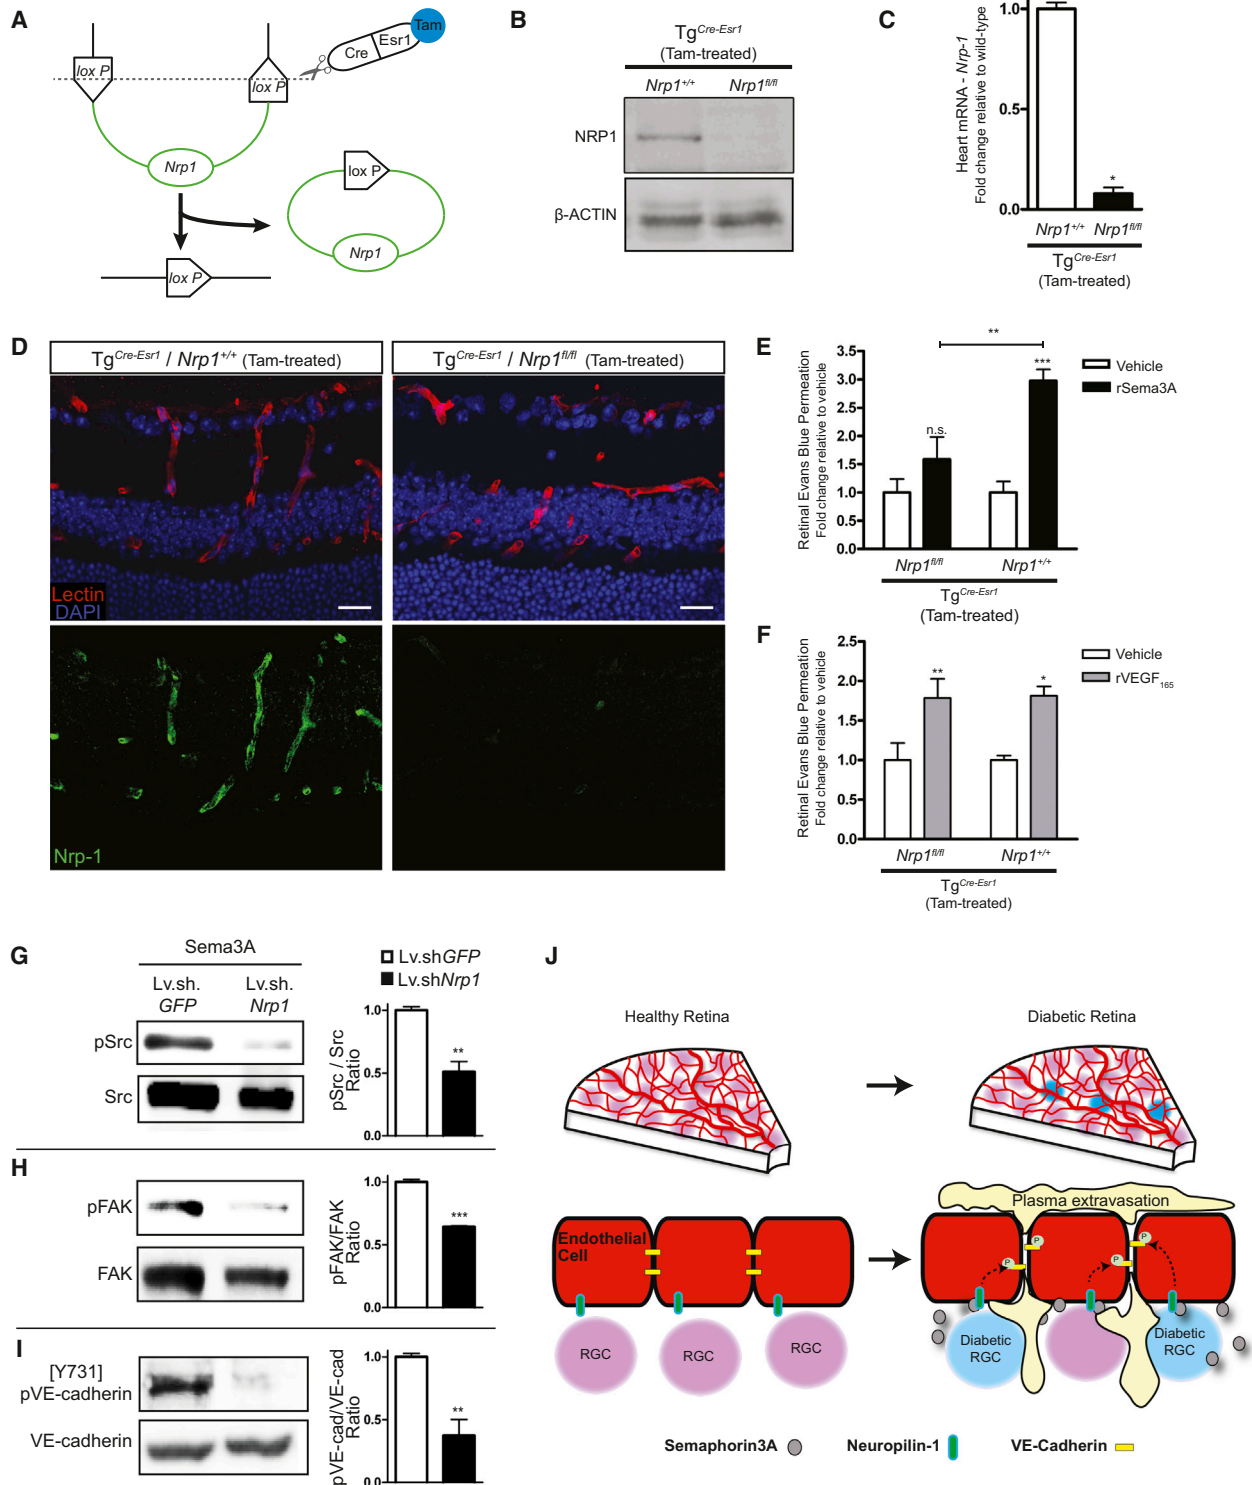 A
lox P
lox P
Cre
Esr1
Tam
Nrp1
lox P
Nrp1
lox P
B
TgCre-Esr1
(Tam-treated)
Nrp1+/+
Nrp1fl/fl
NRP1
β-ACTIN
C
Heart mRNA - Nrp-1
Fold change relative to wild-type
1.0
0.5
0.0
*
Nrp1+/+ Nrp1fl/fl
TgCre-Esr1
(Tam-treated)
D
TgCre-Esr1 / Nrp1+/+ (Tam-treated)
TgCre-Esr1 / Nrp1fl/fl (Tam-treated)
Lectin
DAPI
Nrp-1
E
Retinal Evans Blue Permeation
Fold change relative to vehicle
3.5
3.0
2.5
2.0
1.5
1.0
0.5
0.0
n.s.
**
***
Vehicle
rSema3A
Nrp1fl/fl
Nrp1+/+
TgCre-Esr1
(Tam-treated)
F
Retinal Evans Blue Permeation
Fold change relative to vehicle
2.5
2.0
1.5
1.0
0.5
0.0
**
*
Vehicle
rVEGF165
Nrp1fl/fl
Nrp1+/+
TgCre-Esr1
(Tam-treated)
G
Sema3A
Lv.sh.
GFP
Lv.sh.
Nrp1
pSrc
Src
Lv.shGFP
Lv.shNrp1
pSrc / Src
Ratio
1.0
0.5
0.0
**
H
pFAK
FAK
pFAK/FAK
Ratio
1.0
0.5
0.0
***
I
[Y731]
pVE-cadherin
VE-cadherin
pVE-cad/VE-cad
Ratio
1.0
0.5
0.0
**
J
Healthy Retina
Diabetic Retina
Endothelial
Cell
RGC
RGC
RGC
Plasma extravasation
P
P
P
P
Diabetic
RGC
Diabetic
RGC
Semaphorin3A
Neuropilin-1
VE-Cadherin